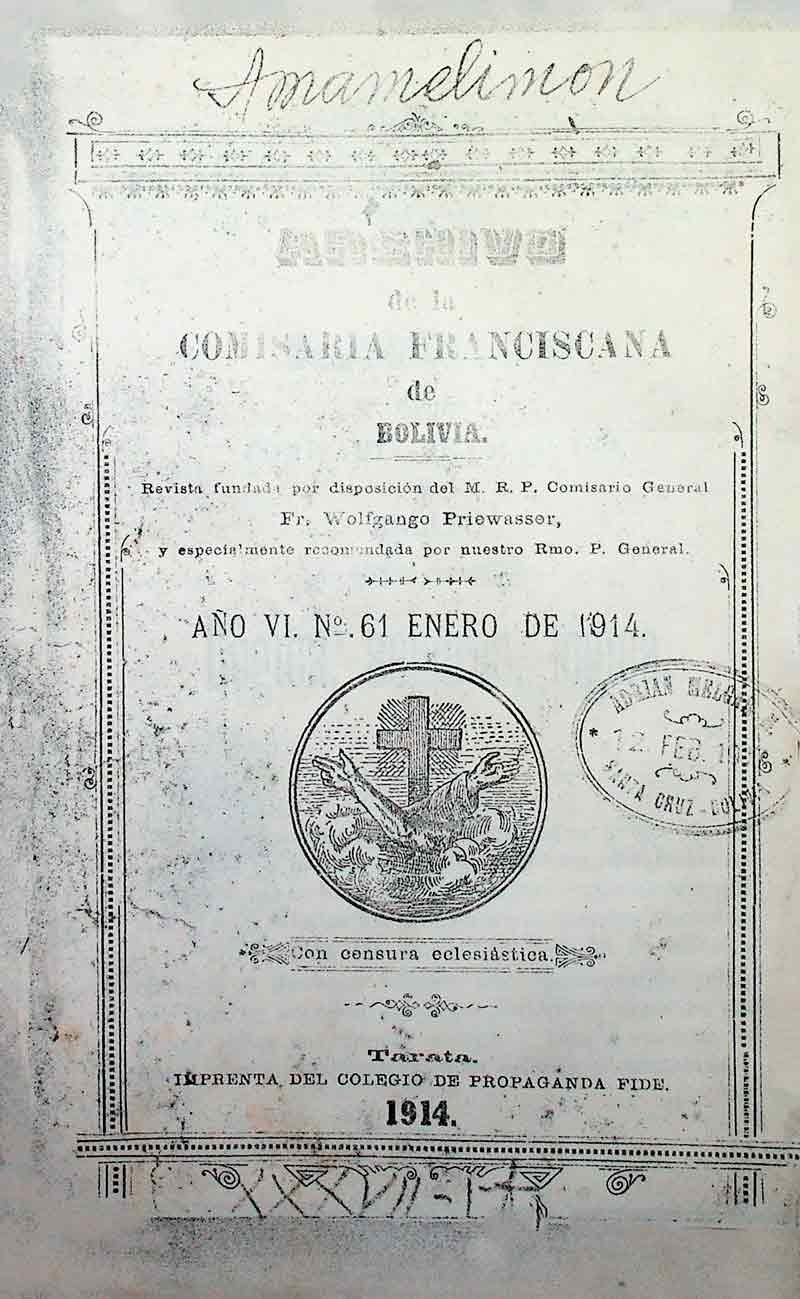 Amamelimon
ARCHIVO
de la
COMISARIA FRANCISCANA
de
BOLIVIA.
Revista fundada por disposición del M. R. P. Comisario General
Fr. Wolfgango Priewasser,
y especialmente recomendada por nuestro Rmo. P. General.
AÑO VI. Nº. 61 ENERO DE 1914.
ADRIAN
12. FEB.
SANTA CRUZ - BOLIVIA
Con censura eclesiástica.
Tarata.
IMPRENTA DEL COLEGIO DE PROPAGANDA FIDE.
1914.